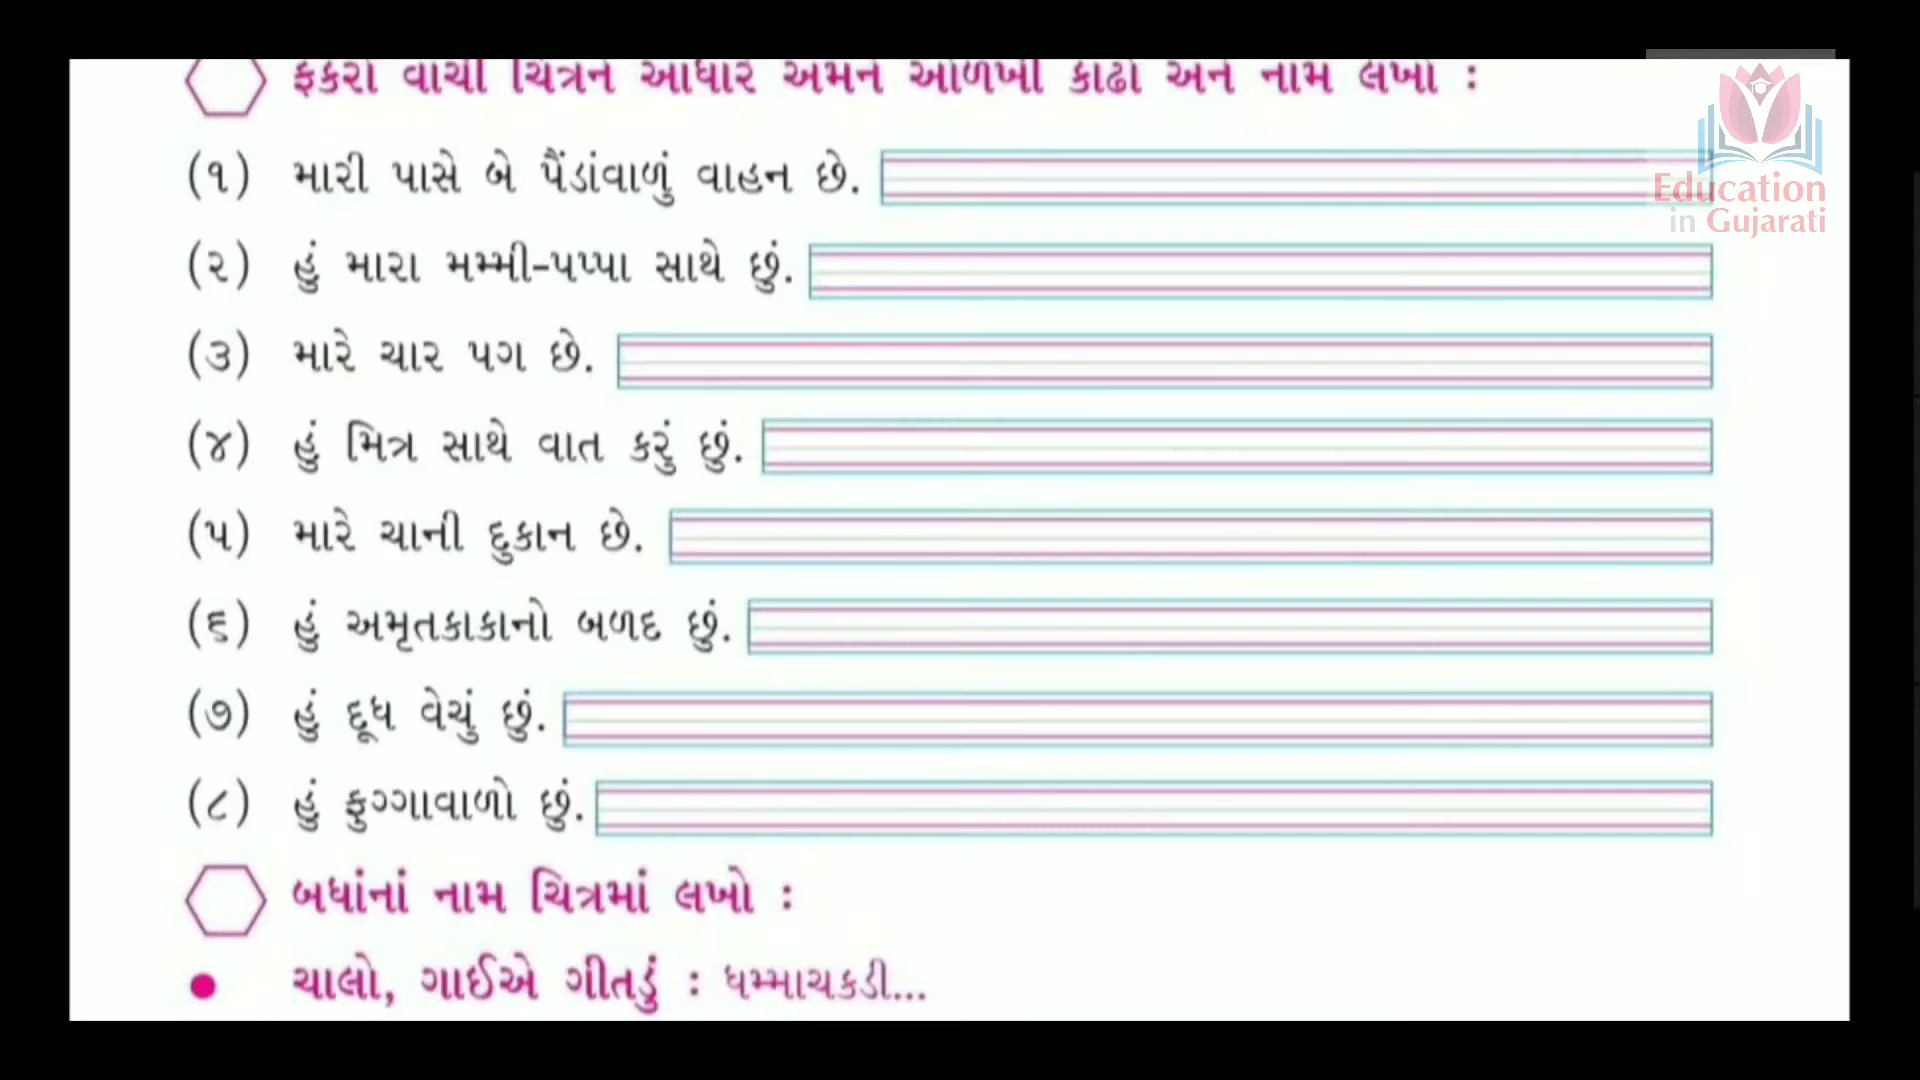 ફકરો વાંચી ચિત્રને આધારે અમને ઓળખી કાઢો અને નામ લખો :
Education
in Gujarati
(૧) મારી પાસે બે પૈંડાંવાળું વાહન છે.
(૨) હું મારા મમ્મી-પપ્પા સાથે છું.
(૩) મારે ચાર પગ છે.
(૪) હું મિત્ર સાથે વાત કરું છું.
(૫) મારે ચાની દુકાન છે.
(૬) હું અમૃતકાકાનો બળદ છું.
(૭) હું દૂધ વેચું છું.
(૮) હું ફુગ્ગાવાળો છું.
બધાંનાં નામ ચિત્રમાં લખો :
• ચાલો, ગાઈએ ગીતડું : ધમ્માચકડી...